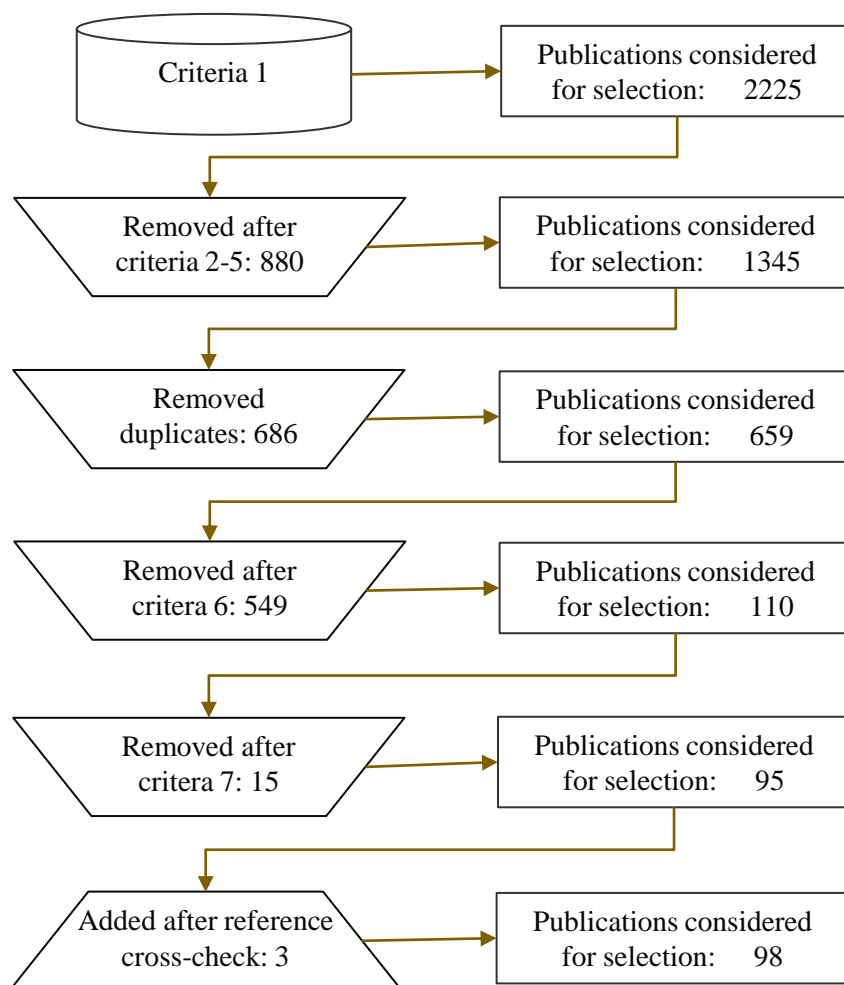 Criteria 1
Publications considered
for selection: 2225
Removed after
criteria 2-5: 880
Publications considered
for selection: 1345
Removed
duplicates: 686
Publications considered
for selection: 659
Removed after
critera 6: 549
Publications considered
for selection: 110
Removed after
critera 7: 15
Publications considered
for selection: 95
Added after reference
cross-check: 3
Publications considered
for selection: 98